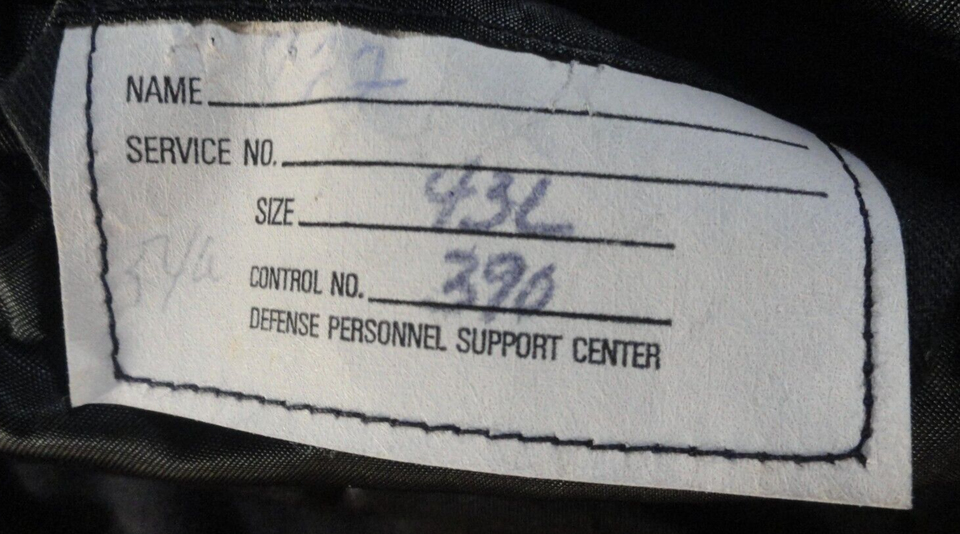 NAME
SERVICE NO.
SIZE 43L
CONTROL NO. 390
DEFENSE PERSONNEL SUPPORT CENTER